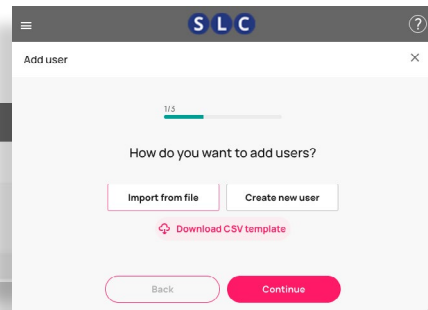 SLC
?
Add user
1/3
How do you want to add users?
Import from file
Create new user
Download CSV template
Back
Continue